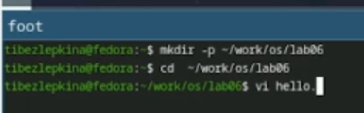 foot
tibezlepkina@fedora:~$ mkdir -p ~/work/os/lab06
tibezlepkina@fedora:~$ cd  ~/work/os/lab06
tibezlepkina@fedora:~/work/os/lab06$ vi hello.